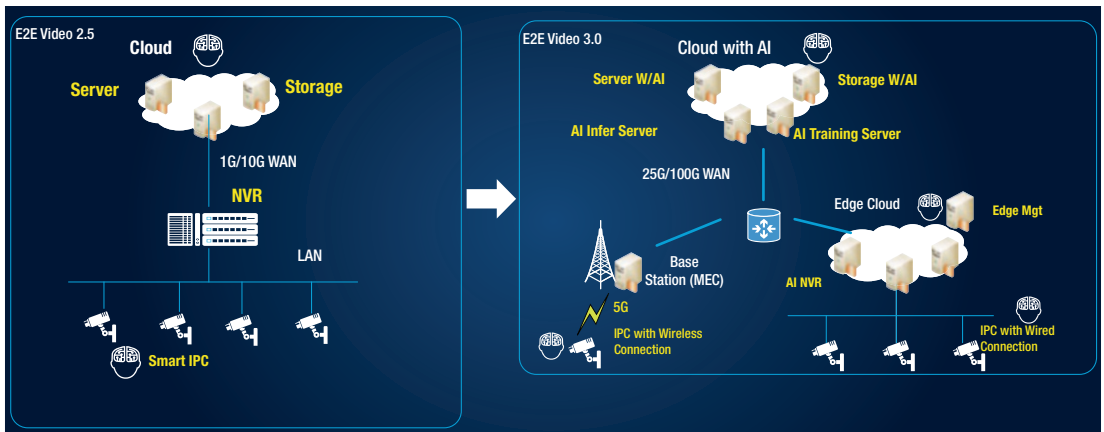 E2E Video 2.5
Cloud
Server
Storage
1G/10G WAN
NVR
LAN
Smart IPC
E2E Video 3.0
Cloud with AI
Server W/AI
Storage W/AI
AI Infer Server
AI Training Server
25G/100G WAN
Edge Cloud
Edge Mgt
Base
Station (MEC)
AI NVR
5G
IPC with Wireless
Connection
IPC with Wired
Connection